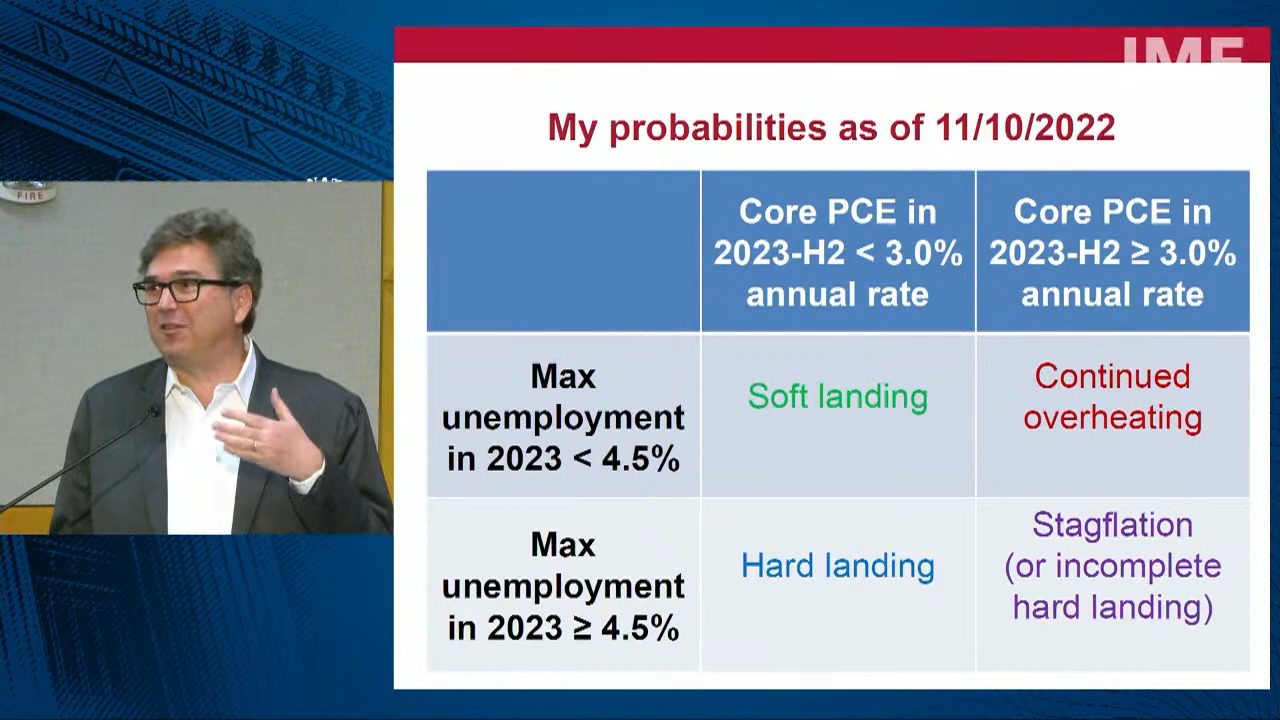 BANK
FIRE
IMF
My probabilities as of 11/10/2022
Core PCE in
2023-H2 < 3.0%
annual rate
Core PCE in
2023-H2 ≥ 3.0%
annual rate
Max
unemployment
in 2023 < 4.5%
Soft landing
Continued
overheating
Max
unemployment
in 2023 ≥ 4.5%
Hard landing
Stagflation
(or incomplete
hard landing)